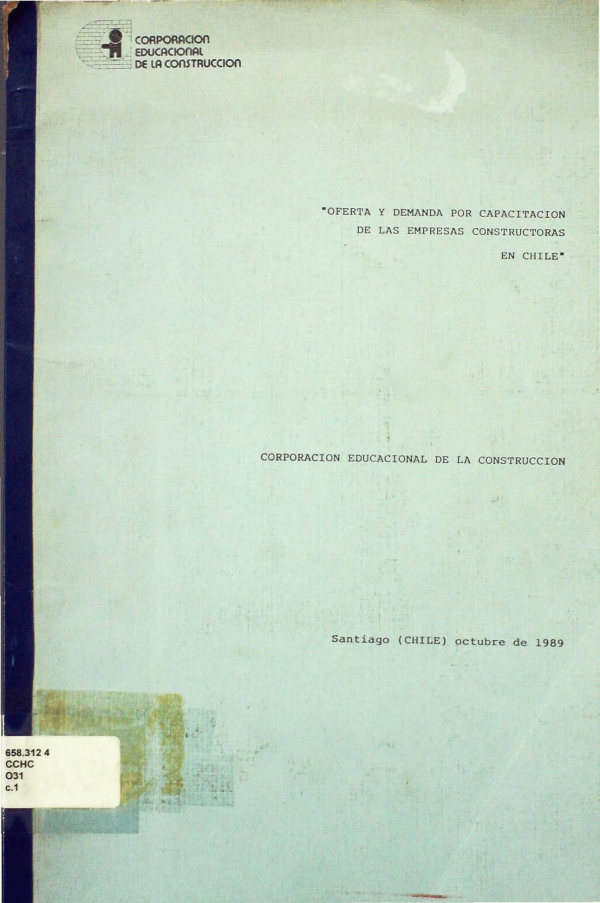 CORPORACION
EDUCACIONAL
DE LA CONSTRUCCION
"OFERTA Y DEMANDA POR CAPACITACION
DE LAS EMPRESAS CONSTRUCTORAS
EN CHILE"
CORPORACION EDUCACIONAL DE LA CONSTRUCCION
Santiago (CHILE) octubre de 1989
658.312 4
CCHC
O31
c.1